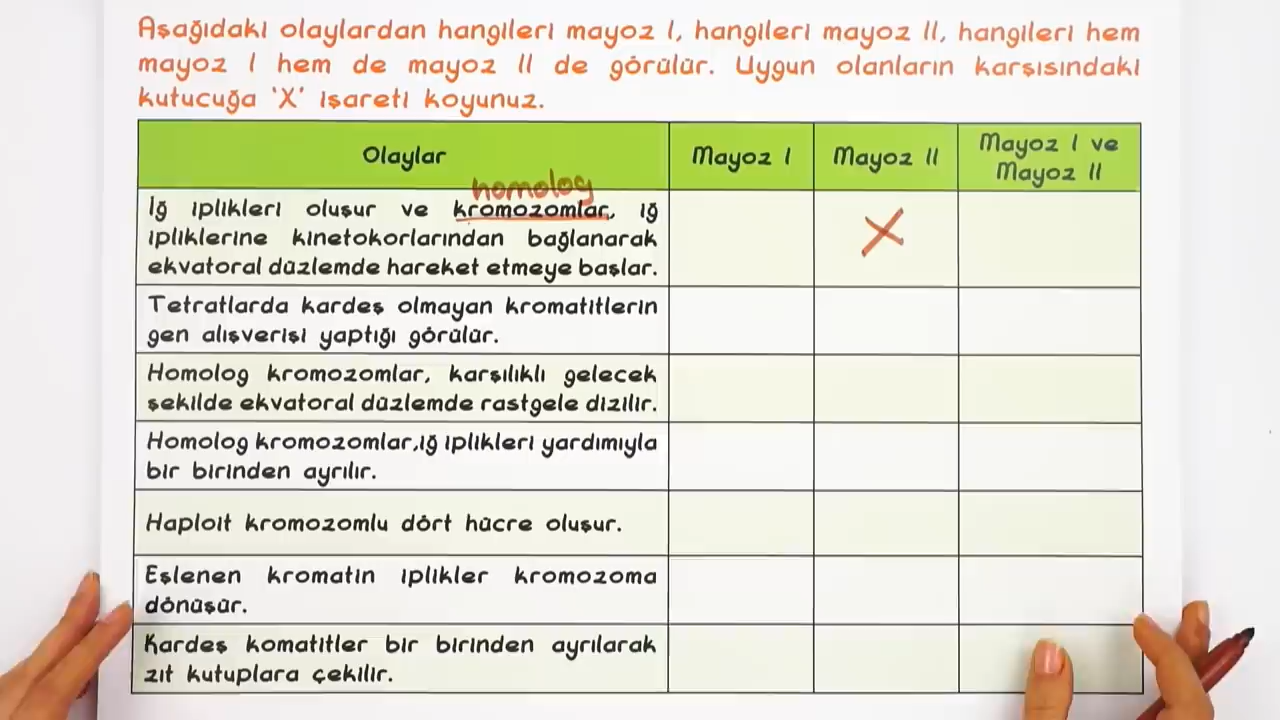 Aşağıdaki olaylardan hangileri mayoz I, hangileri mayoz II, hangileri hem
mayoz I hem de mayoz II de görülür. Uygun olanların karşısındaki
kutucuğa 'X' işareti koyunuz.
Olaylar
Mayoz I
Mayoz II
Mayoz I ve
Mayoz II
homolog
İğ iplikleri oluşur ve kromozomlar, iğ
ipliklerine kinetokorlarından bağlanarak
ekvatoral düzlemde hareket etmeye başlar.
X
Tetratlarda kardeş olmayan kromatitlerin
gen alışverişi yaptığı görülür.
Homolog kromozomlar, karşılıklı gelecek
şekilde ekvatoral düzlemde rastgele dizilir.
Homolog kromozomlar,iğ iplikleri yardımıyla
bir birinden ayrılır.
Haploit kromozomlu dört hücre oluşur.
Eşlenen kromatin iplikler kromozoma
dönüşür.
Kardeş komatitler bir birinden ayrılarak
zıt kutuplara çekilir.